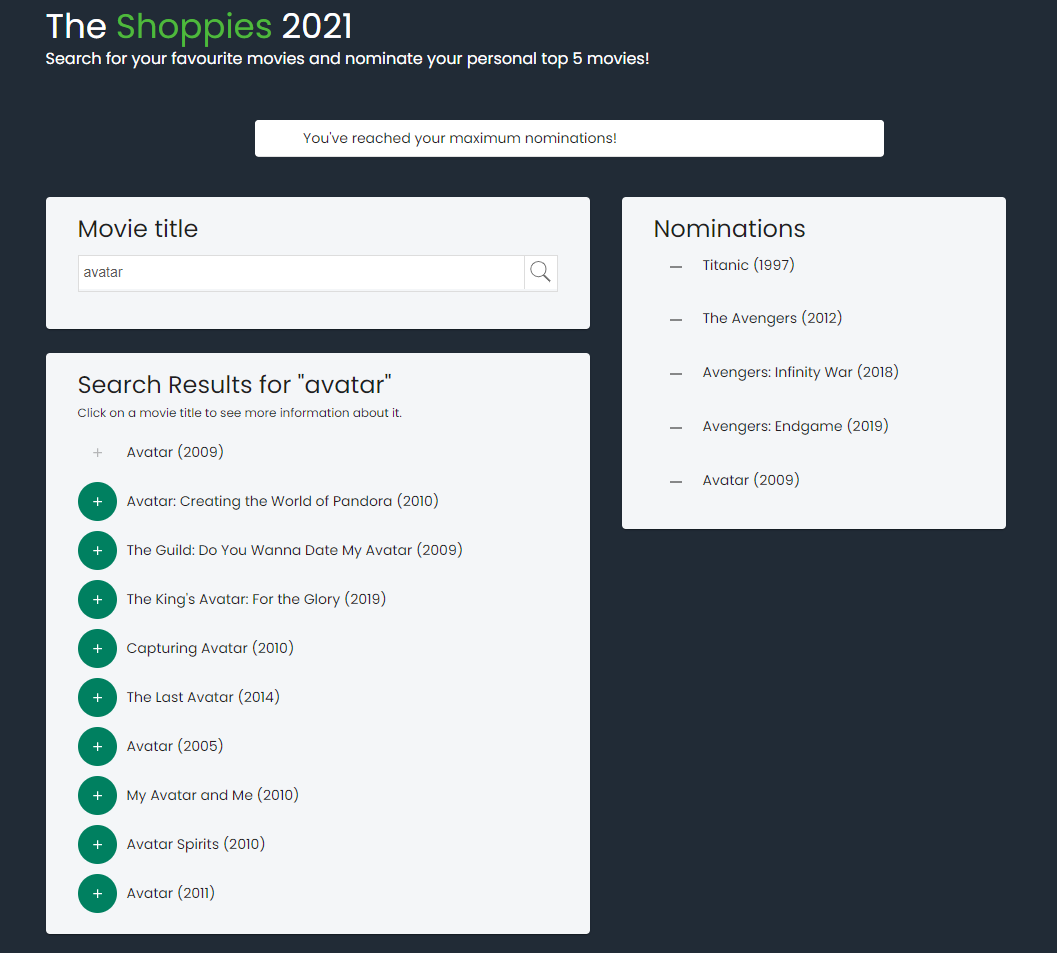 The Shoppies 2021
Search for your favourite movies and nominate your personal top 5 movies!
You've reached your maximum nominations!
Movie title
avatar
Search Results for "avatar"
Click on a movie title to see more information about it.
+ Avatar (2009)
+ Avatar: Creating the World of Pandora (2010)
+ The Guild: Do You Wanna Date My Avatar (2009)
+ The King's Avatar: For the Glory (2019)
+ Capturing Avatar (2010)
+ The Last Avatar (2014)
+ Avatar (2005)
+ My Avatar and Me (2010)
+ Avatar Spirits (2010)
+ Avatar (2011)
Nominations
— Titanic (1997)
— The Avengers (2012)
— Avengers: Infinity War (2018)
— Avengers: Endgame (2019)
— Avatar (2009)